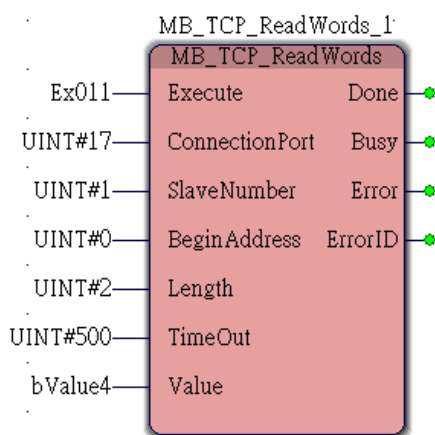 MB_TCP_ReadWords_1
MB_TCP_ReadWords
Ex011 Execute Done
UINT#17 ConnectionPort Busy
UINT#1 SlaveNumber Error
UINT#0 BeginAddress ErrorID
UINT#2 Length
UINT#500 TimeOut
bValue4 Value